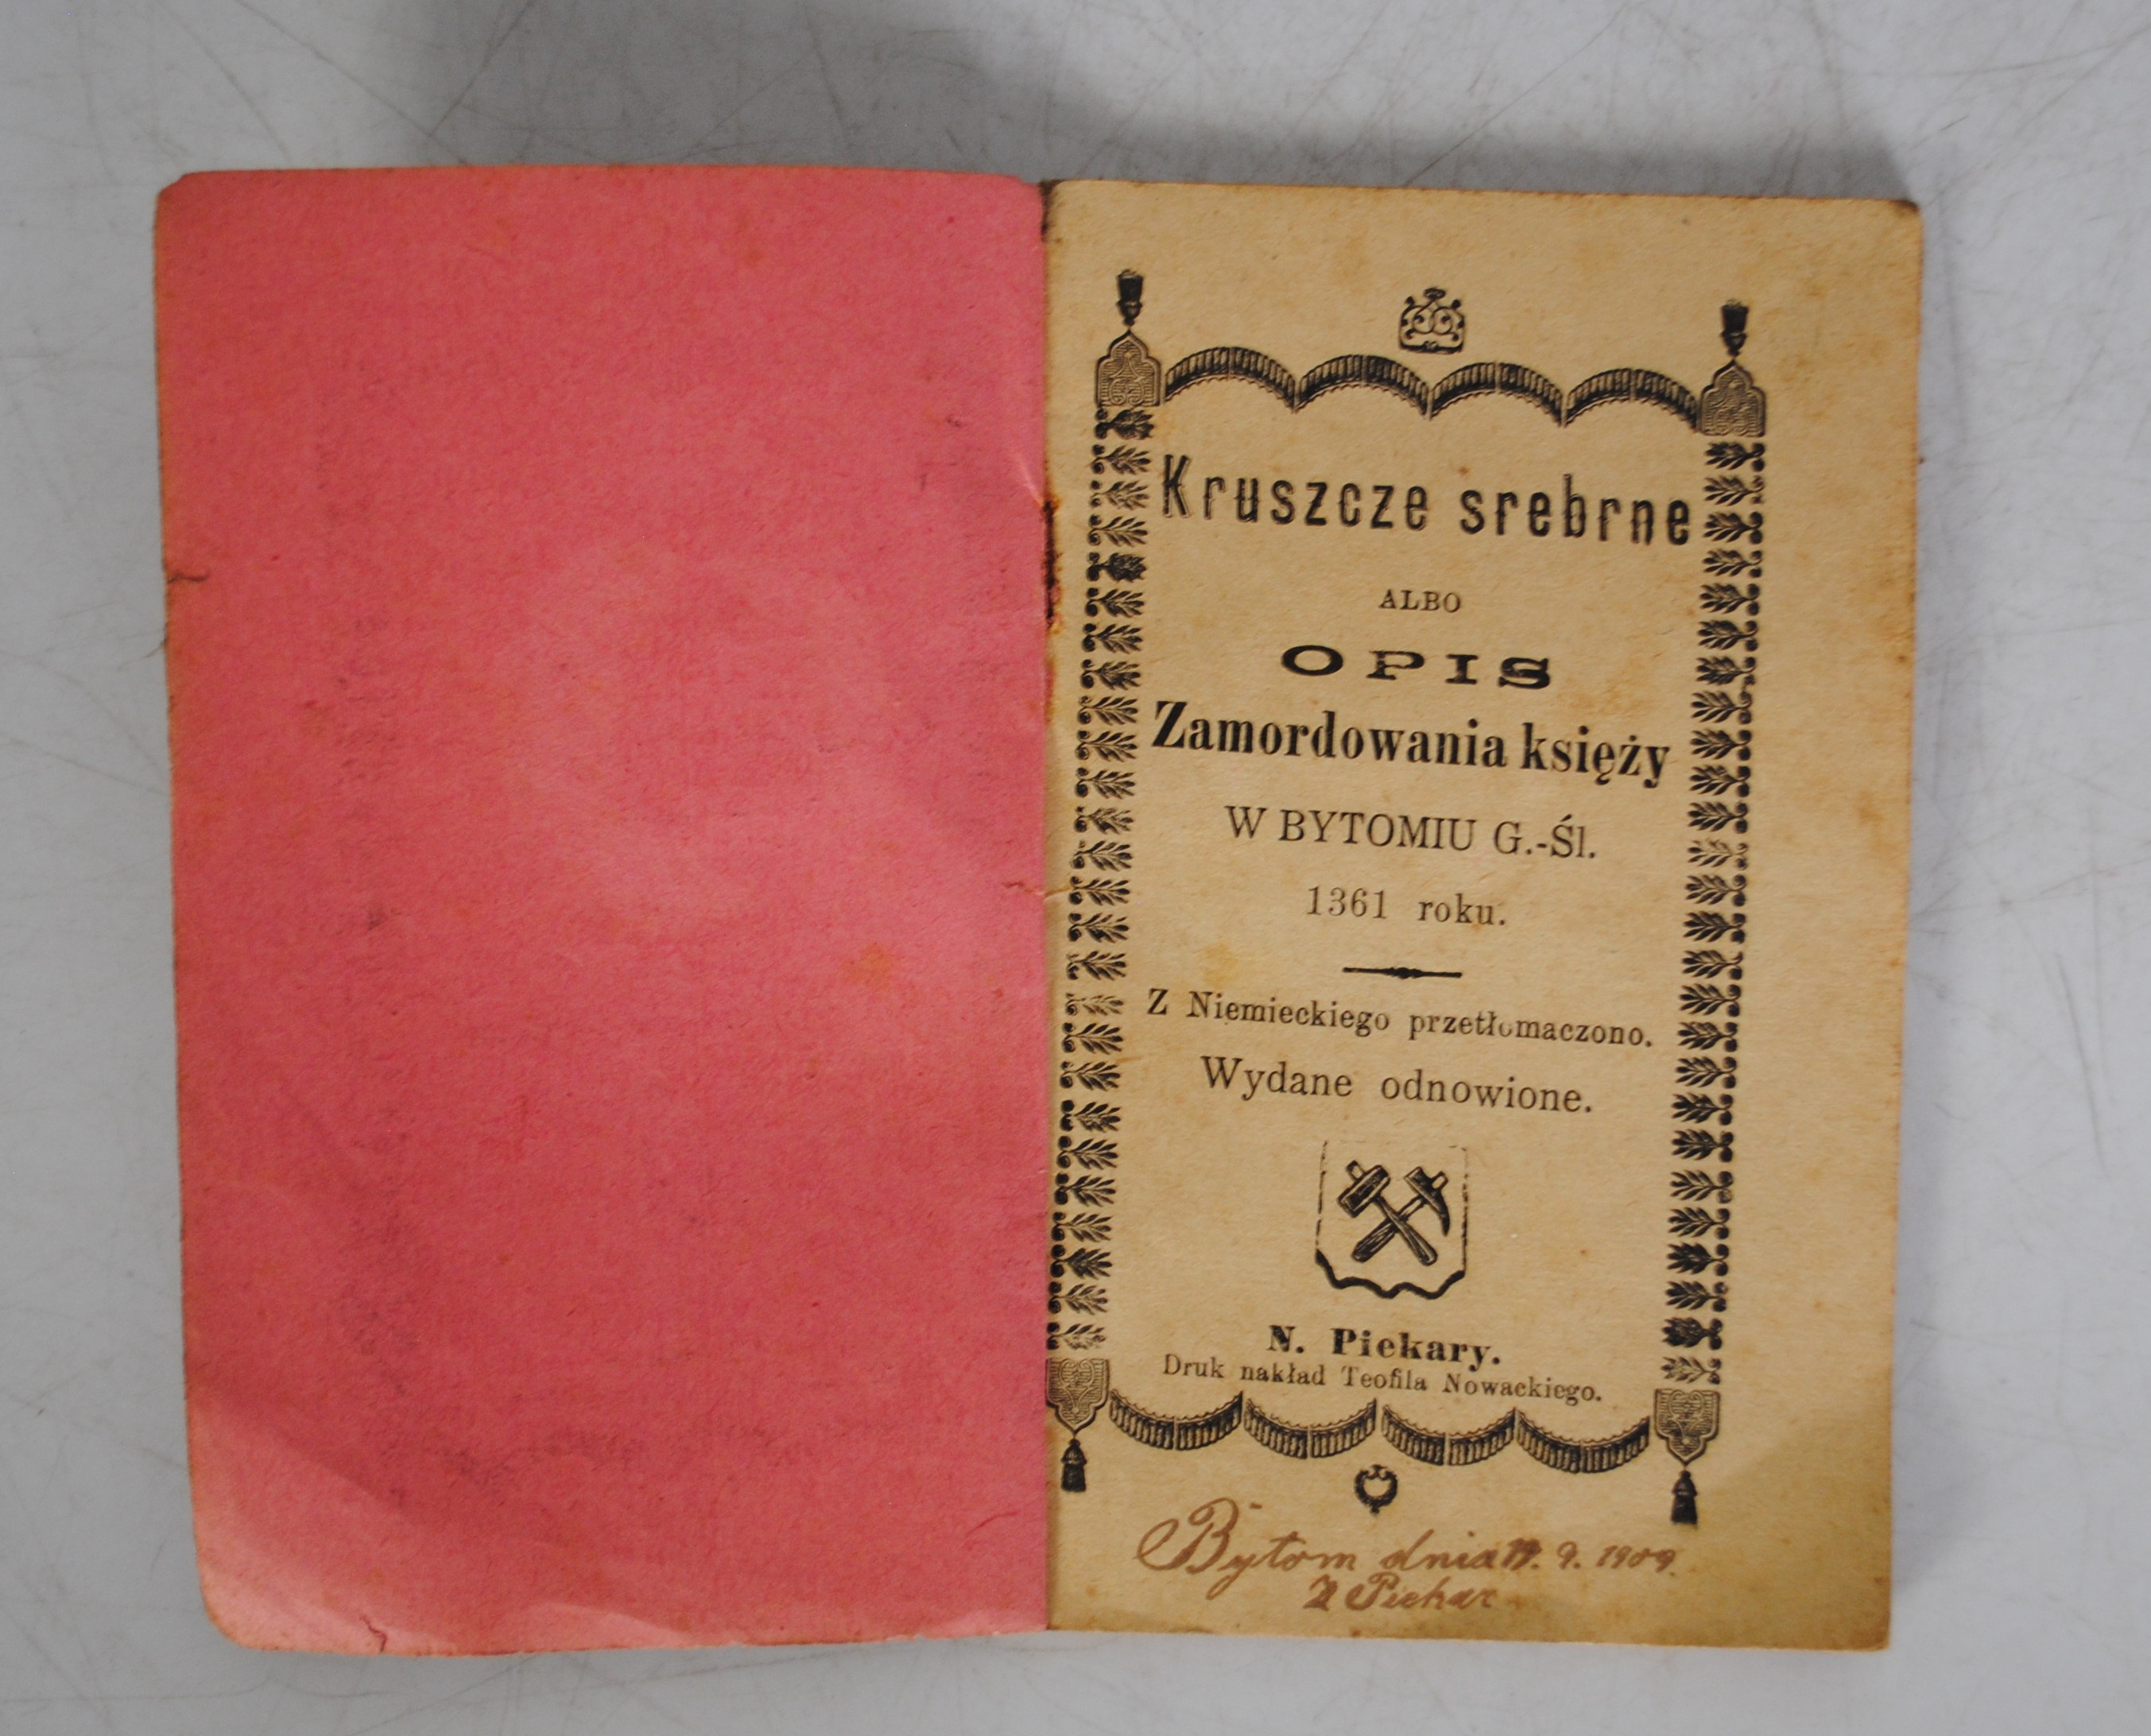 Kruszcze srebrne
ALBO
OPIS
Zamordowania księży
W BYTOMIU G.-Śl.
1361 roku.
Z Niemieckiego przetłomaczono.
Wydane odnowione.
N. Piekary.
Druk nakład Teofila Nowackiego.
Bytom dnia 9. 1909.
Z Piekar